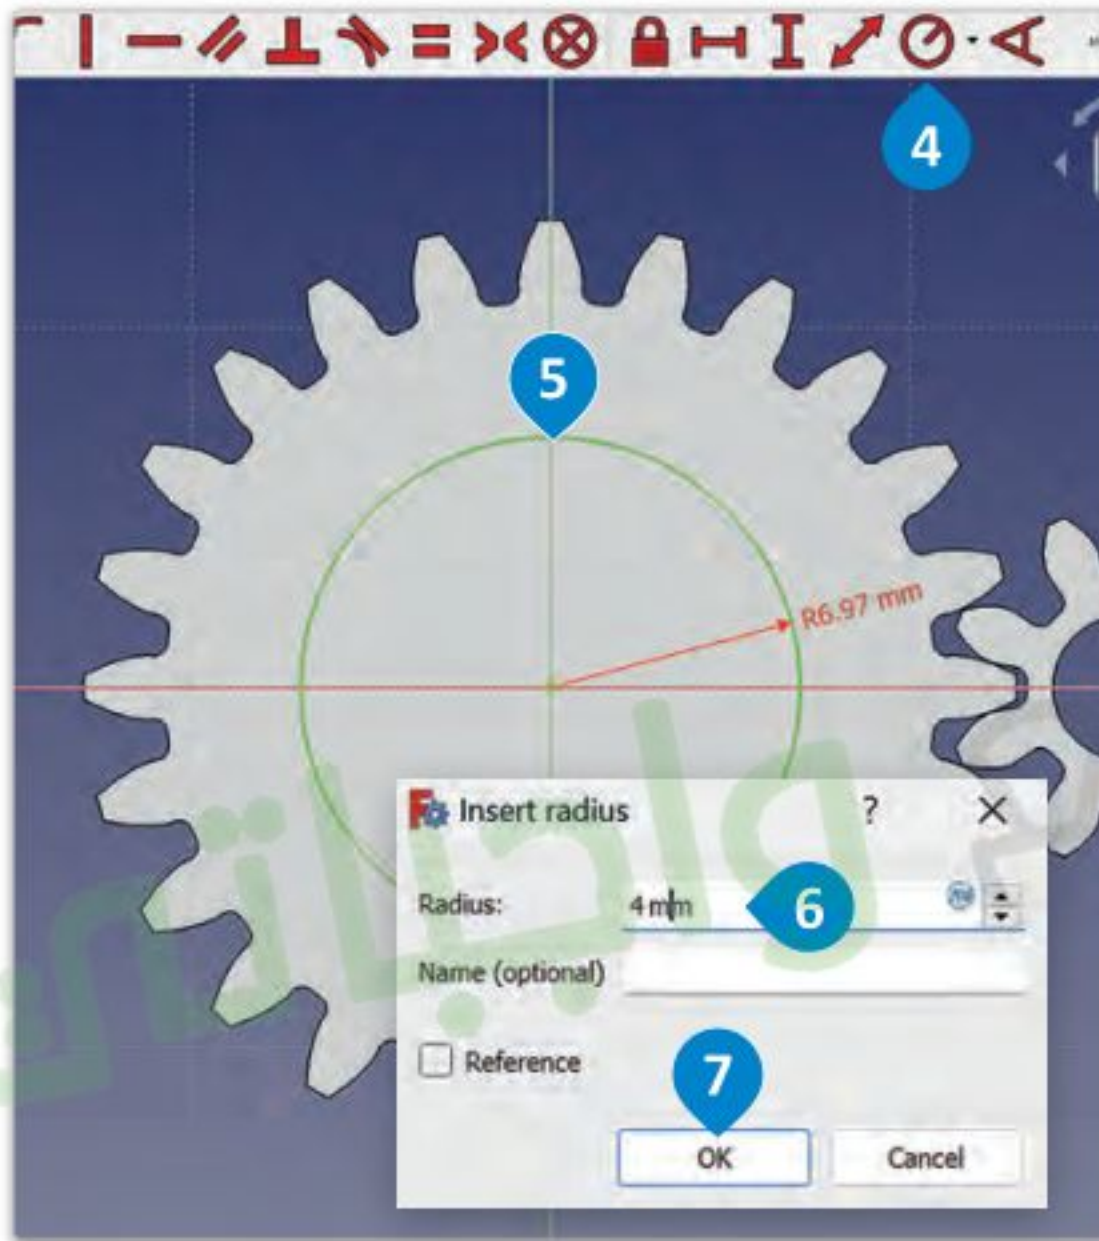 4
5
R6.97 mm
Insert radius ? ×
Radius: 4 mm
6
Name (optional)
Reference
7
OK Cancel